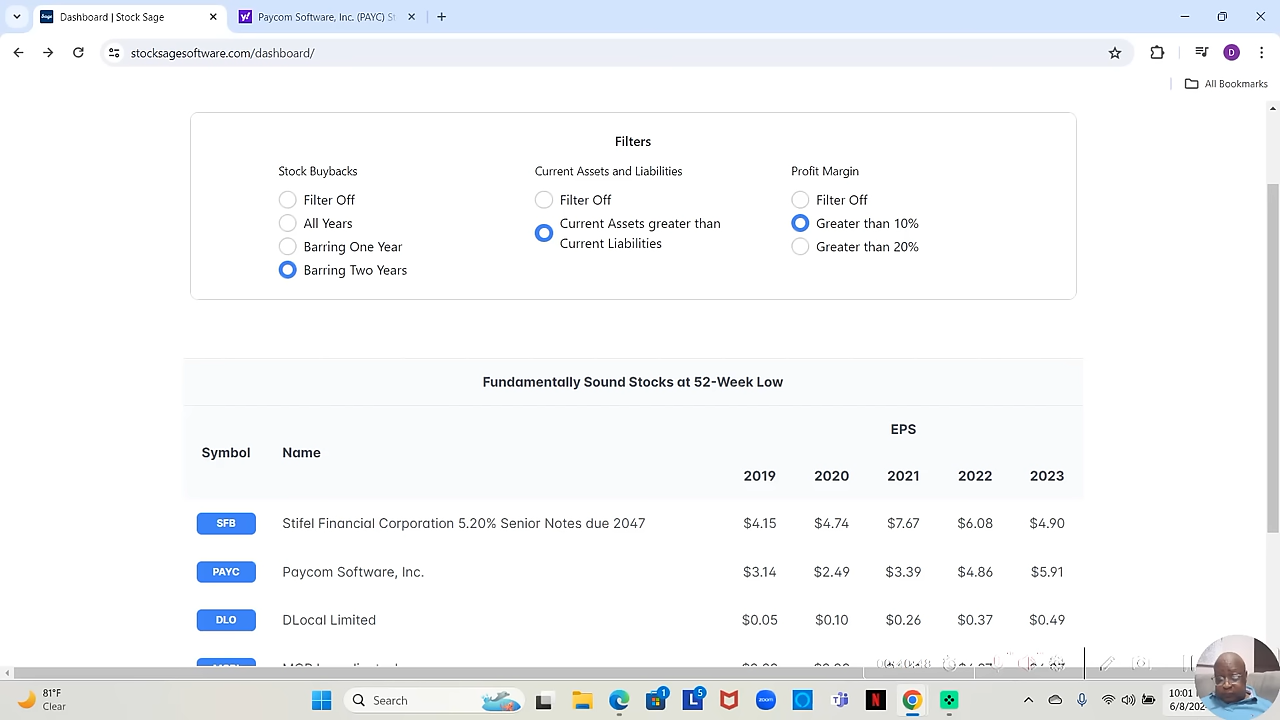 Dashboard | Stock Sage
Paycom Software, Inc. (PAYC) St
stocksagesoftware.com/dashboard/
D
All Bookmarks
Filters
Stock Buybacks
Current Assets and Liabilities
Profit Margin
Filter Off
Filter Off
Filter Off
All Years
Current Assets greater than
Current Liabilities
Greater than 10%
Barring One Year
Greater than 20%
Barring Two Years
Fundamentally Sound Stocks at 52-Week Low
EPS
Symbol Name
2019 2020 2021 2022 2023
SFB Stifel Financial Corporation 5.20% Senior Notes due 2047 $4.15 $4.74 $7.67 $6.08 $4.90
PAYC Paycom Software, Inc. $3.14 $2.49 $3.39 $4.86 $5.91
DLO DLocal Limited $0.05 $0.10 $0.26 $0.37 $0.49
81°F
Clear
Search
1
5
zoom
N
10:01
6/8/202